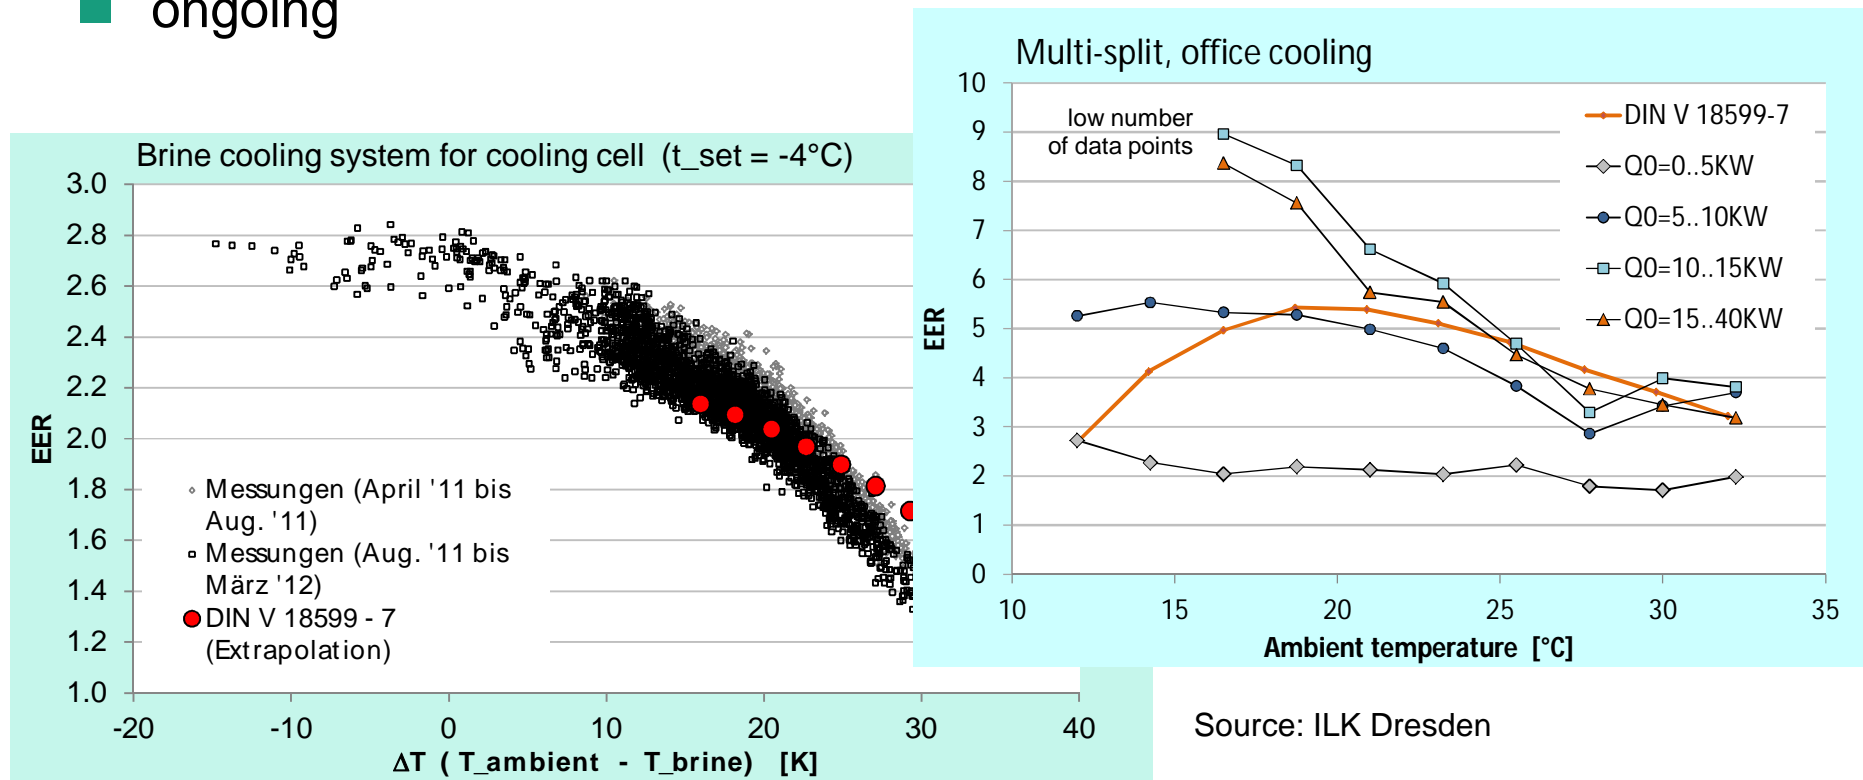 ongoing
Brine cooling system for cooling cell (t_set = -4°C)
3.0
2.8
2.6
2.4
2.2
2.0
1.8
1.6
1.4
1.2
1.0
EER
Messungen (April '11 bis
Aug. '11)
Messungen (Aug. '11 bis
März '12)
DIN V 18599 - 7
(Extrapolation)
-20 -10 0 10 20 30 40
ΔT ( T_ambient - T_brine) [K]
Multi-split, office cooling
10
9
8
7
6
5
4
3
2
1
0
EER
low number
of data points
DIN V 18599-7
Q0=0..5KW
Q0=5..10KW
Q0=10..15KW
Q0=15..40KW
10 15 20 25 30 35
Ambient temperature [°C]
Source: ILK Dresden